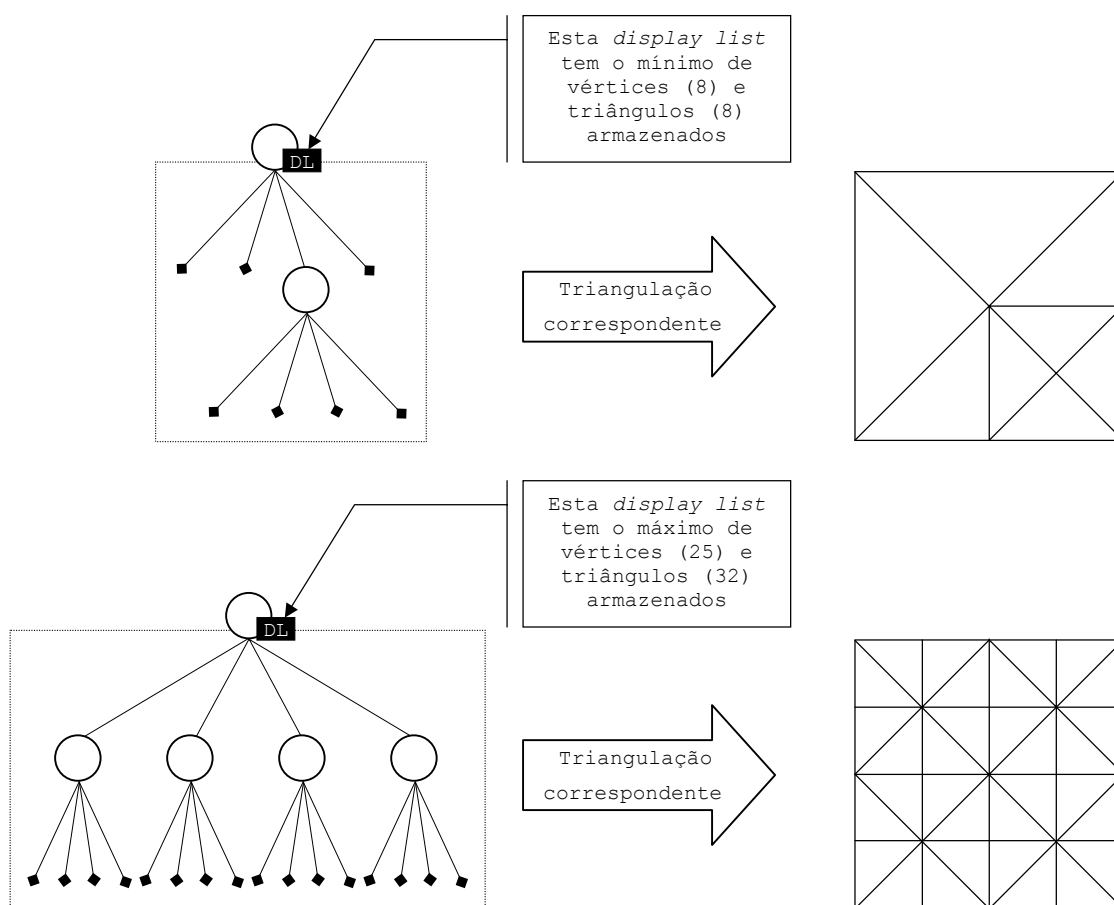 Esta display list
tem o mínimo de
vértices (8) e
triângulos (8)
armazenados
DL
Triangulação
correspondente
Esta display list
tem o máximo de
vértices (25) e
triângulos (32)
armazenados
DL
Triangulação
correspondente